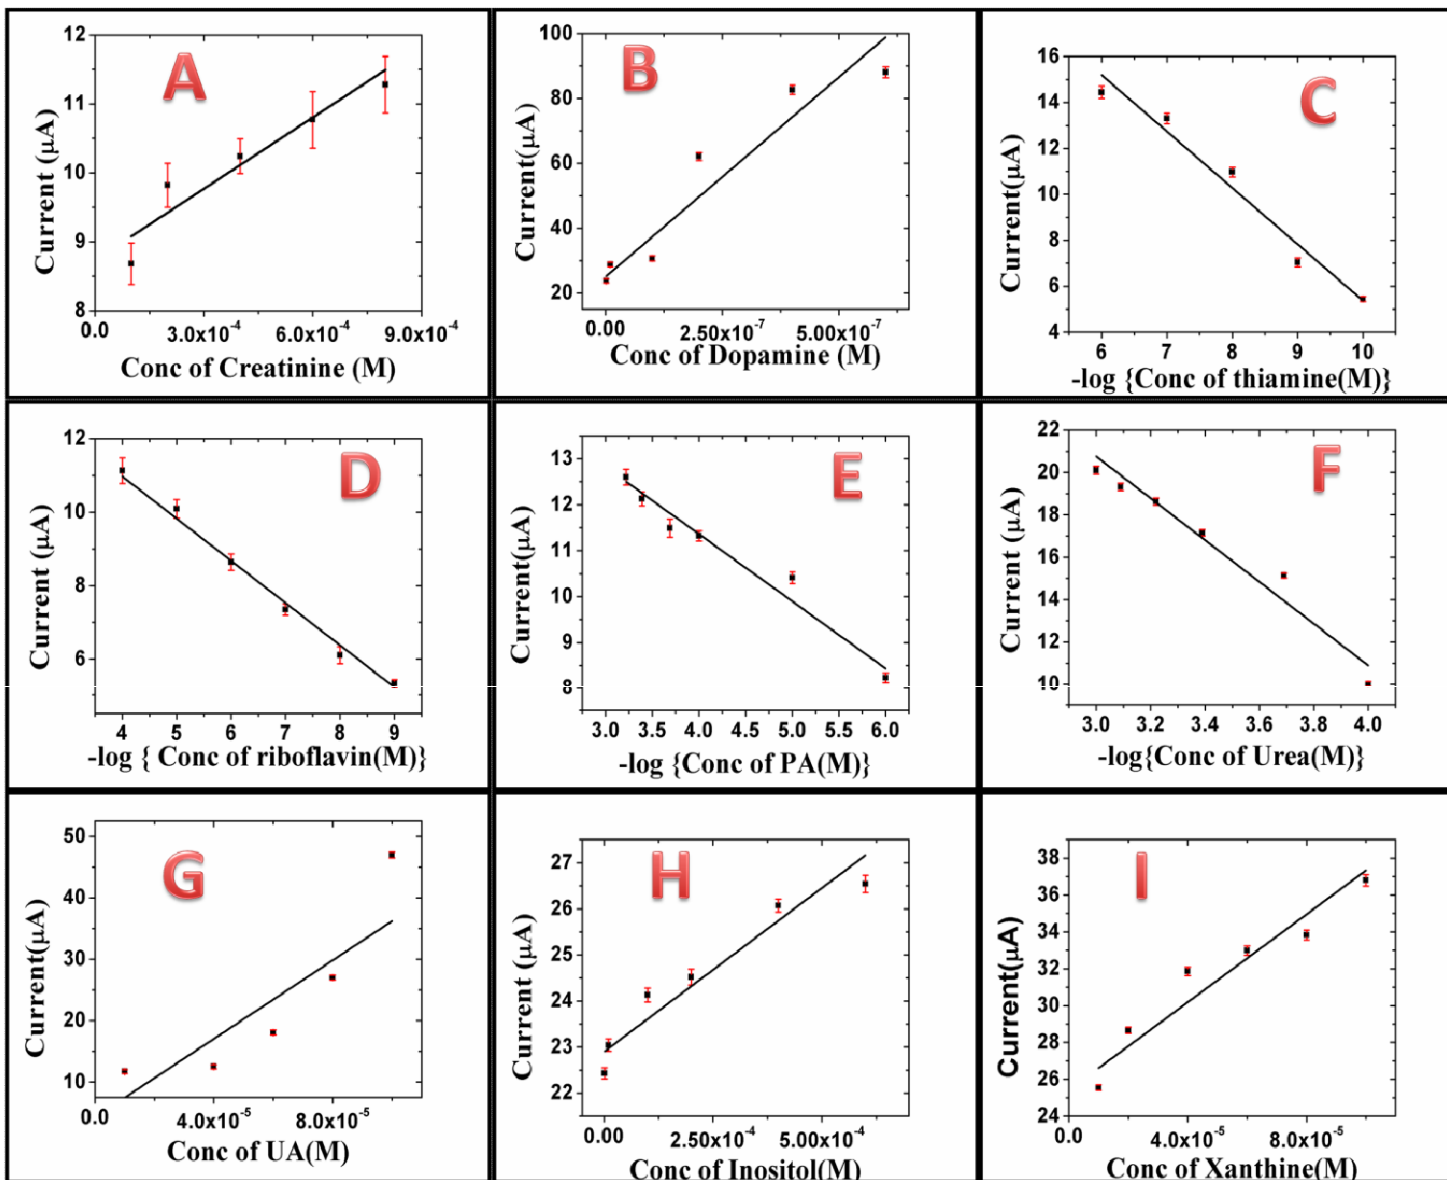 A
Current (μA)
12
11
10
9
8
0.0 3.0x10⁻⁴ 6.0x10⁻⁴ 9.0x10⁻⁴
Conc of Creatinine (M)
B
Current(μA)
100
80
60
40
20
0.00 2.50x10⁻⁷ 5.00x10⁻⁷
Conc of Dopamine (M)
C
Current(μA)
16
14
12
10
8
6
4
6 7 8 9 10
-log {Conc of thiamine(M)}
D
Current (μA)
12
10
8
6
4 5 6 7 8 9
-log { Conc of riboflavin(M)}
E
Current(μA)
13
12
11
10
9
8
3.0 3.5 4.0 4.5 5.0 5.5 6.0
-log {Conc of PA(M)}
F
Current (μA)
22
20
18
16
14
12
10
3.0 3.2 3.4 3.6 3.8 4.0
-log{Conc of Urea(M)}
G
Current(μA)
50
40
30
20
10
0.0 4.0x10⁻⁵ 8.0x10⁻⁵
Conc of UA(M)
H
Current (μA)
27
26
25
24
23
22
0.00 2.50x10⁻⁴ 5.00x10⁻⁴
Conc of Inositol(M)
I
Current(μA)
38
36
34
32
30
28
26
24
0.0 4.0x10⁻⁵ 8.0x10⁻⁵
Conc of Xanthine(M)